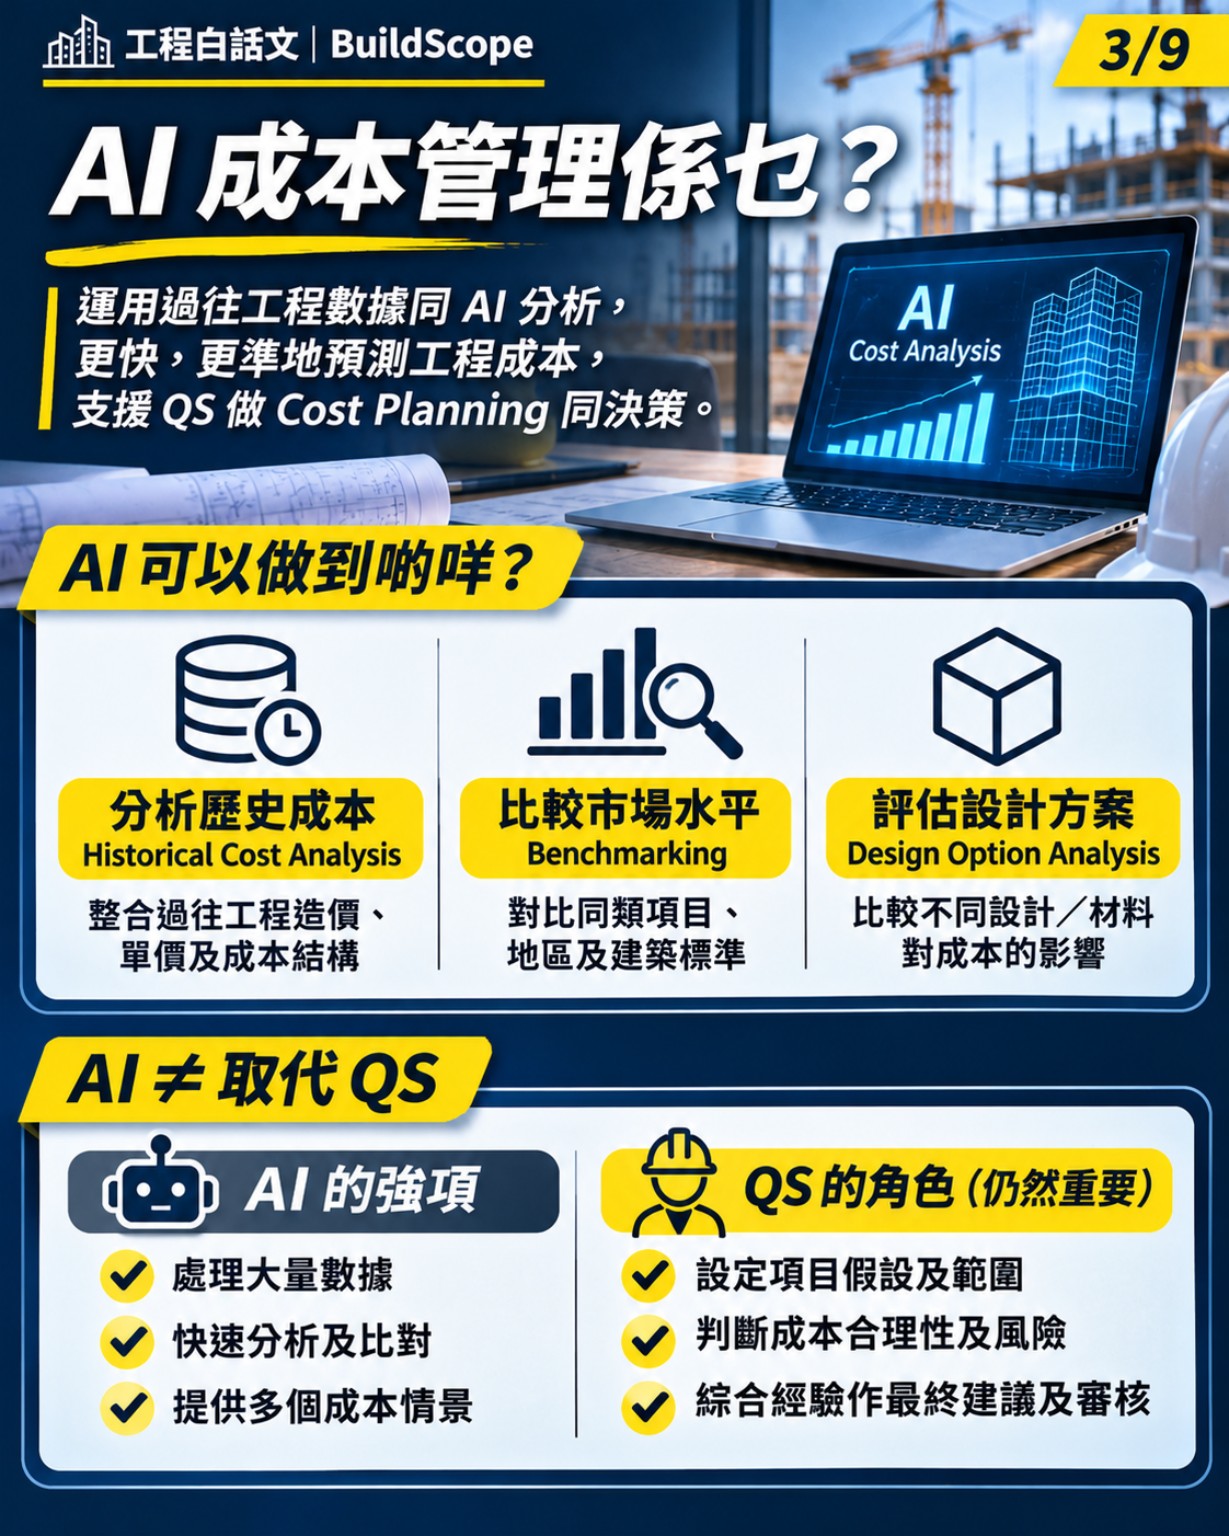 工程白話文 | BuildScope
3/9
AI 成本管理係乜？
運用過往工程數據同 AI 分析，
更快，更準地預測工程成本，
支援 QS 做 Cost Planning 同決策。
AI
Cost Analysis
AI 可以做到啲咩？
分析歷史成本
Historical Cost Analysis
整合過往工程造價、
單價及成本結構
比較市場水平
Benchmarking
對比同類項目、
地區及建築標準
評估設計方案
Design Option Analysis
比較不同設計／材料
對成本的影響
AI ≠ 取代 QS
AI 的強項
處理大量數據
快速分析及比對
提供多個成本情景
QS 的角色（仍然重要）
設定項目假設及範圍
判斷成本合理性及風險
綜合經驗作最終建議及審核